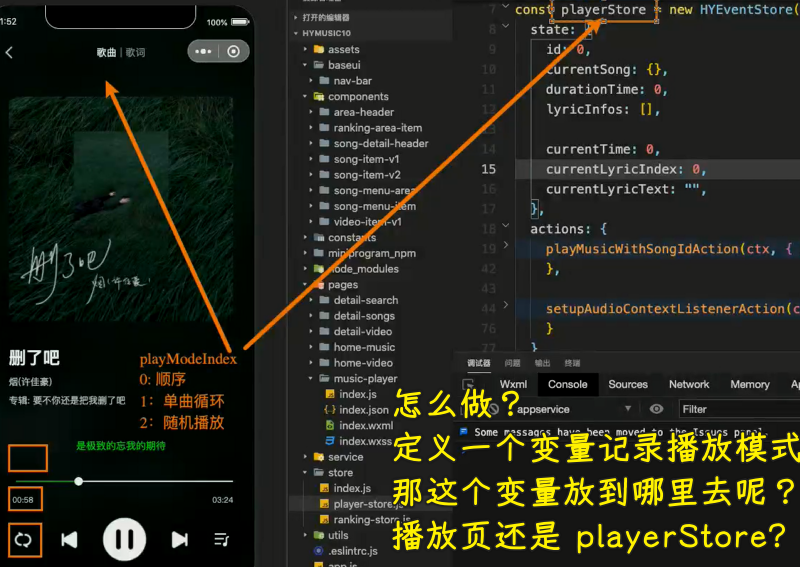 1:52
100%
歌曲 | 歌词
删了吧
烟(许佳豪)
删了吧
烟(许佳豪)
专辑: 要不你还是把我删了吧
playModeIndex
0: 顺序
1: 单曲循环
2: 随机播放
是极致的忘我的期待
00:58
03:24
打开的编辑器
HYMUSIC10
assets
baseui
nav-bar
components
area-header
ranking-area-item
song-detail-header
song-item-v1
song-item-v2
song-menu-area
song-menu-item
video-item-v1
constants
miniprogram_npm
node_modules
pages
detail-search
detail-songs
detail-video
home-music
home-video
music-player
index.js
index.json
index.wxml
index.wxss
service
store
index.js
player-store.js
ranking-store.js
utils
.eslintrc.js
app.js
7 const playerStore = new HYEventStore(
8 state: {
9 id: 0,
10 currentSong: {},
11 durationTime: 0,
12 lyricInfos: [],
13
14 currentTime: 0,
15 currentLyricIndex: 0,
16 currentLyricText: "",
17 },
18 actions: {
19 playMusicWithSongIdAction(ctx, {
42 },
43
44 setupAudioContextListenerAction(c
76 }
77 }
调试器 问题 输出 终端
Wxml Console Sources Network Memory Ap
appservice
Filter
Some messages have been moved to the Issues panel.
怎么做？
定义一个变量记录播放模式
那这个变量放到哪里去呢？
播放页还是 playerStore?